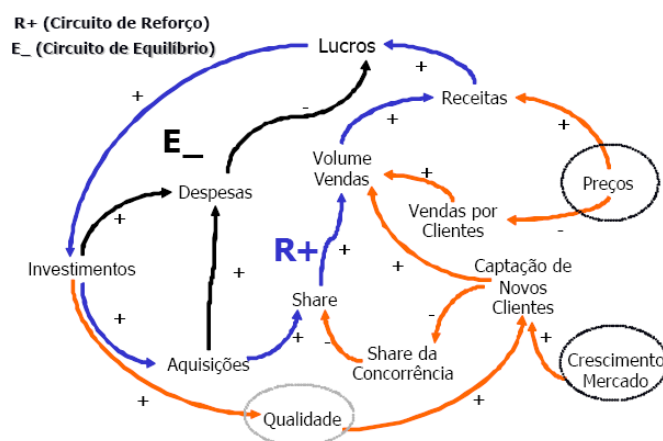 R+ (Circuito de Reforço)
E_ (Circuito de Equilíbrio)
Lucros
+
+
Receitas
-
+
+
E_
Volume
Vendas
+
Preços
Despesas
+
Vendas por
Clientes
-
R+
+
Investimentos
+
+
Captação de
Novos
Clientes
+
Share
-
+
+
-
Share da
Concorrência
+
Crescimento
Mercado
Aquisições
+
Qualidade
+